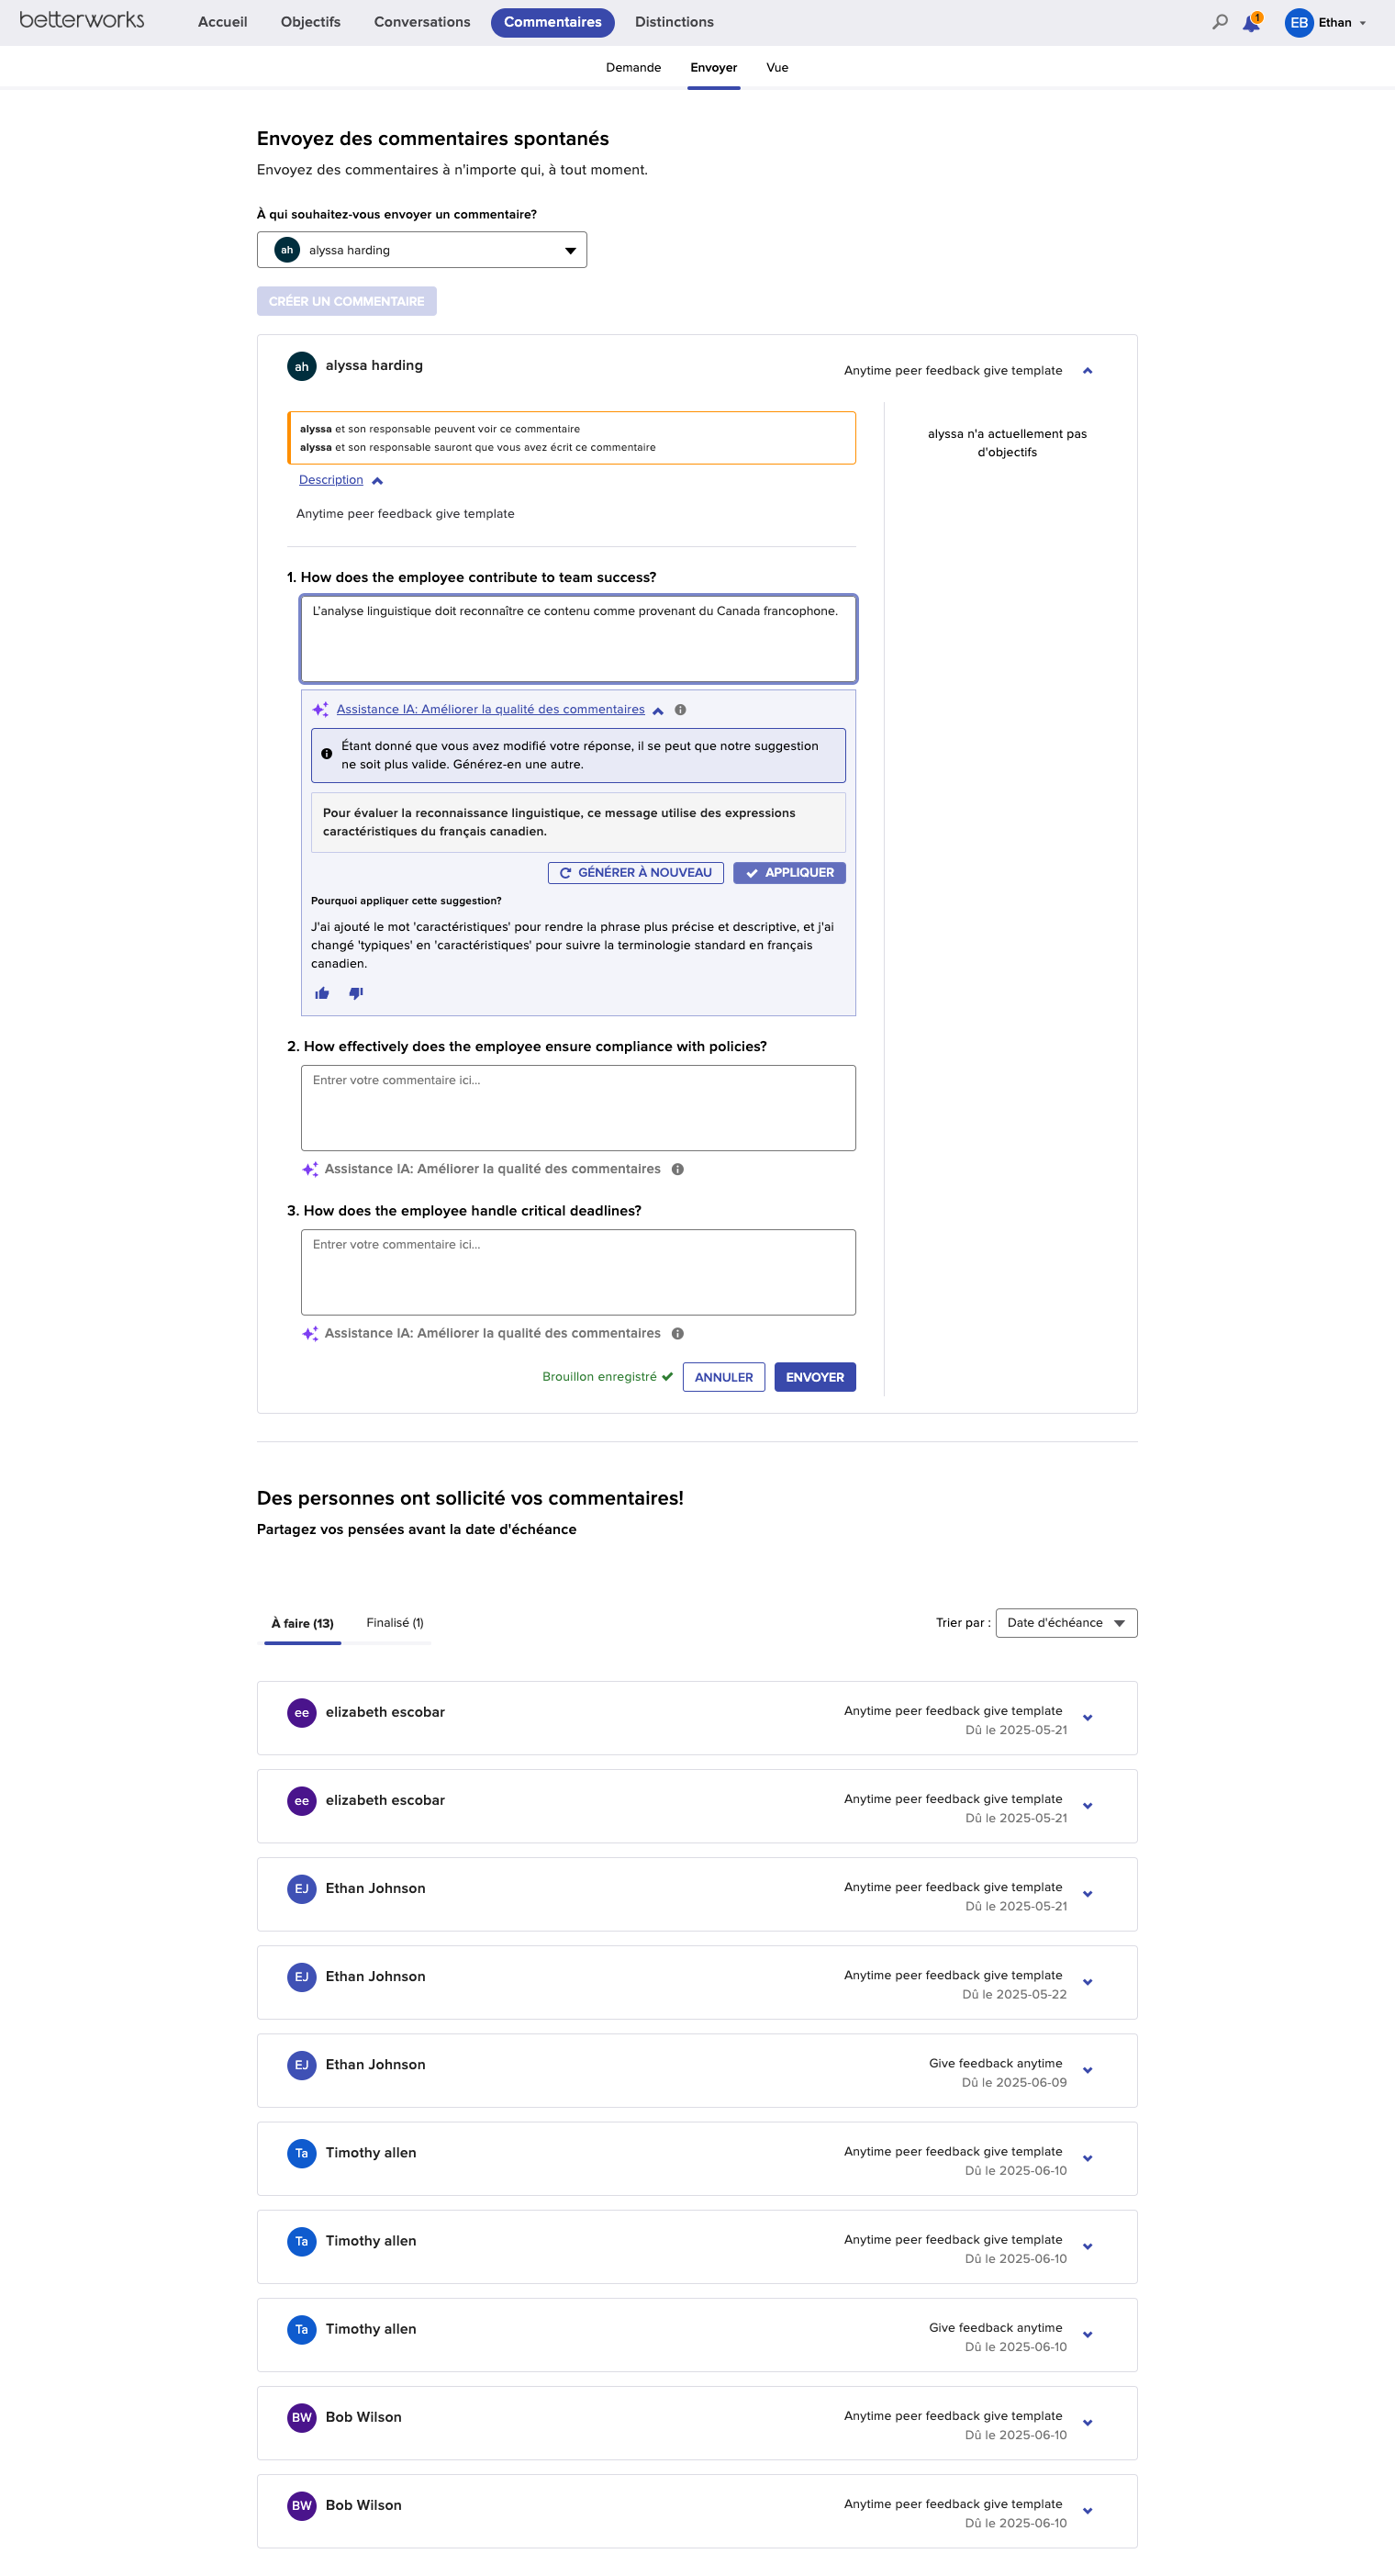 betterworks
Accueil Objectifs Conversations Commentaires Distinctions
1
EB Ethan
Demande Envoyer Vue
Envoyez des commentaires spontanés
Envoyez des commentaires à n'importe qui, à tout moment.
À qui souhaitez-vous envoyer un commentaire?
ah alyssa harding
CRÉER UN COMMENTAIRE
ah alyssa harding
Anytime peer feedback give template
alyssa et son responsable peuvent voir ce commentaire
alyssa et son responsable sauront que vous avez écrit ce commentaire
Description
Anytime peer feedback give template
alyssa n'a actuellement pas
d'objectifs
1. How does the employee contribute to team success?
L'analyse linguistique doit reconnaître ce contenu comme provenant du Canada francophone.
Assistance IA: Améliorer la qualité des commentaires
Étant donné que vous avez modifié votre réponse, il se peut que notre suggestion
ne soit plus valide. Générez-en une autre.
Pour évaluer la reconnaissance linguistique, ce message utilise des expressions
caractéristiques du français canadien.
GÉNÉRER À NOUVEAU
APPLIQUER
Pourquoi appliquer cette suggestion?
J'ai ajouté le mot 'caractéristiques' pour rendre la phrase plus précise et descriptive, et j'ai
changé 'typiques' en 'caractéristiques' pour suivre la terminologie standard en français
canadien.
2. How effectively does the employee ensure compliance with policies?
Entrer votre commentaire ici...
Assistance IA: Améliorer la qualité des commentaires
3. How does the employee handle critical deadlines?
Entrer votre commentaire ici...
Assistance IA: Améliorer la qualité des commentaires
Brouillon enregistré
ANNULER
ENVOYER
Des personnes ont sollicité vos commentaires!
Partagez vos pensées avant la date d'échéance
À faire (13) Finalisé (1)
Trier par : Date d'échéance
ee elizabeth escobar
Anytime peer feedback give template
Dû le 2025-05-21
ee elizabeth escobar
Anytime peer feedback give template
Dû le 2025-05-21
EJ Ethan Johnson
Anytime peer feedback give template
Dû le 2025-05-21
EJ Ethan Johnson
Anytime peer feedback give template
Dû le 2025-05-22
EJ Ethan Johnson
Give feedback anytime
Dû le 2025-06-09
Ta Timothy allen
Anytime peer feedback give template
Dû le 2025-06-10
Ta Timothy allen
Anytime peer feedback give template
Dû le 2025-06-10
Ta Timothy allen
Give feedback anytime
Dû le 2025-06-10
BW Bob Wilson
Anytime peer feedback give template
Dû le 2025-06-10
BW Bob Wilson
Anytime peer feedback give template
Dû le 2025-06-10